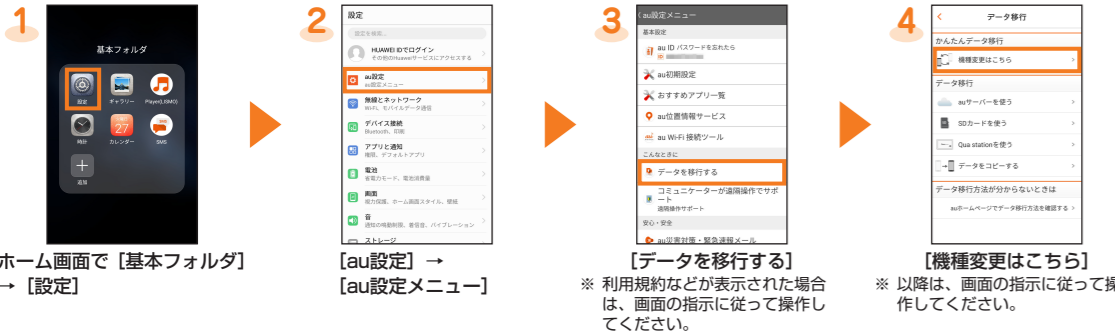 1
基本フォルダ
設定
ギャラリー
Player(LISMO)
27
時計
カレンダー
SMS
追加
ホーム画面で［基本フォルダ］
→［設定］
2
設定
設定を検索...
HUAWEI IDでログイン
その他のHuaweiサービスにアクセスする
au設定
au設定メニュー
無線とネットワーク
Wi-Fi、モバイルデータ通信
デバイス接続
Bluetooth、印刷
アプリと通知
権限、デフォルトアプリ
電池
省電力モード、電池消費量
画面
視力保護、ホーム画面スタイル、壁紙
音
通知の鳴動制限、着信音、バイブレーション
ストレージ
［au設定］→
［au設定メニュー］
3
au設定メニュー
基本設定
au ID パスワードを忘れたら
ID:
au初期設定
おすすめアプリ一覧
au位置情報サービス
au Wi-Fi 接続ツール
こんなときに
データを移行する
コミュニケーターが遠隔操作でサポ
ート
遠隔操作サポート
安心・安全
au災害対策・緊急速報メール
［データを移行する］
※ 利用規約などが表示された場合
は、画面の指示に従って操作し
てください。
4
データ移行
かんたんデータ移行
機種変更はこちら
データ移行
auサーバーを使う
SDカードを使う
Qua stationを使う
データをコピーする
データ移行方法が分からないときは
auホームページでデータ移行方法を確認する
［機種変更はこちら］
※ 以降は、画面の指示に従って操
作してください。